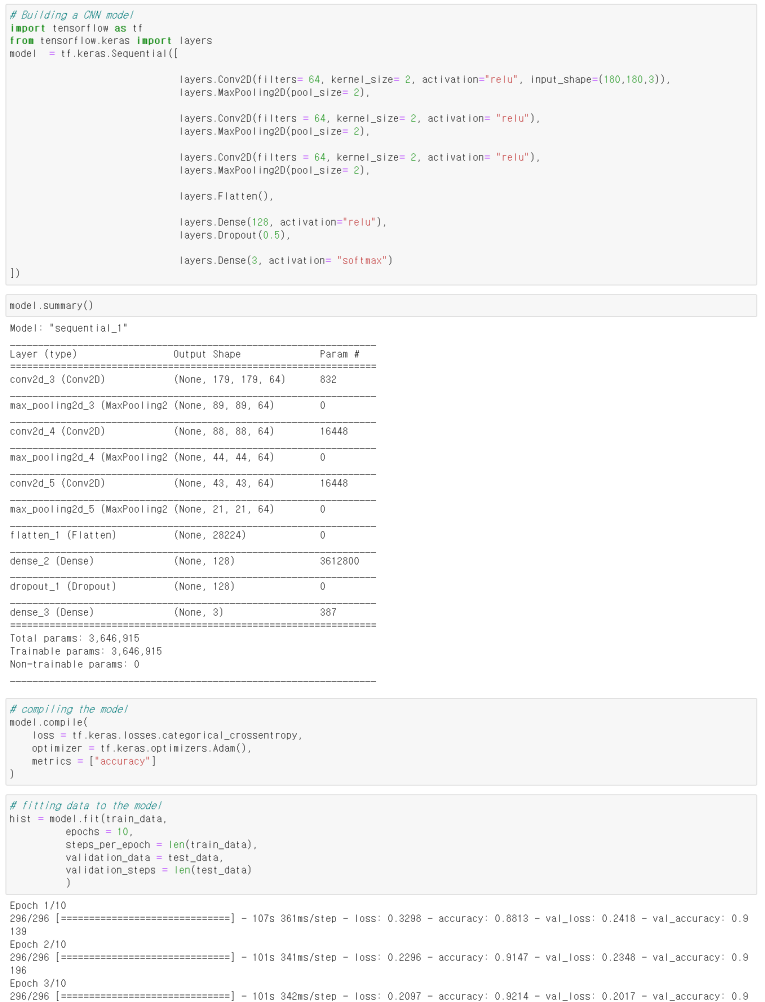 # Building a CNN model
import tensorflow as tf
from tensorflow.keras import layers
model  = tf.keras.Sequential([
layers.Conv2D(filters= 64, kernel_size= 2, activation="relu", input_shape=(180,180,3)),
layers.MaxPooling2D(pool_size= 2),
layers.Conv2D(filters = 64, kernel_size= 2, activation= "relu"),
layers.MaxPooling2D(pool_size= 2),
layers.Conv2D(filters = 64, kernel_size= 2, activation= "relu"),
layers.MaxPooling2D(pool_size= 2),
layers.Flatten(),
layers.Dense(128, activation="relu"),
layers.Dropout(0.5),
layers.Dense(3, activation= "softmax")
])
model.summary()
Model: "sequential_1"
Layer (type) Output Shape Param #
conv2d_3 (Conv2D) (None, 179, 179, 64) 832
max_pooling2d_3 (MaxPooling2 (None, 89, 89, 64) 0
conv2d_4 (Conv2D) (None, 88, 88, 64) 16448
max_pooling2d_4 (MaxPooling2 (None, 44, 44, 64) 0
conv2d_5 (Conv2D) (None, 43, 43, 64) 16448
max_pooling2d_5 (MaxPooling2 (None, 21, 21, 64) 0
flatten_1 (Flatten) (None, 28224) 0
dense_2 (Dense) (None, 128) 3612800
dropout_1 (Dropout) (None, 128) 0
dense_3 (Dense) (None, 3) 387
Total params: 3,646,915
Trainable params: 3,646,915
Non-trainable params: 0
# compiling the model
model.compile(
loss = tf.keras.losses.categorical_crossentropy,
optimizer = tf.keras.optimizers.Adam(),
metrics = ["accuracy"]
)
# fitting data to the model
hist = model.fit(train_data,
epochs = 10,
steps_per_epoch = len(train_data),
validation_data = test_data,
validation_steps = len(test_data)
)
Epoch 1/10
296/296 [==============================] - 107s 361ms/step - loss: 0.3298 - accuracy: 0.8813 - val_loss: 0.2418 - val_accuracy: 0.9
139
Epoch 2/10
296/296 [==============================] - 101s 341ms/step - loss: 0.2296 - accuracy: 0.9147 - val_loss: 0.2348 - val_accuracy: 0.9
196
Epoch 3/10
296/296 [==============================] - 101s 342ms/step - loss: 0.2097 - accuracy: 0.9214 - val_loss: 0.2017 - val_accuracy: 0.9